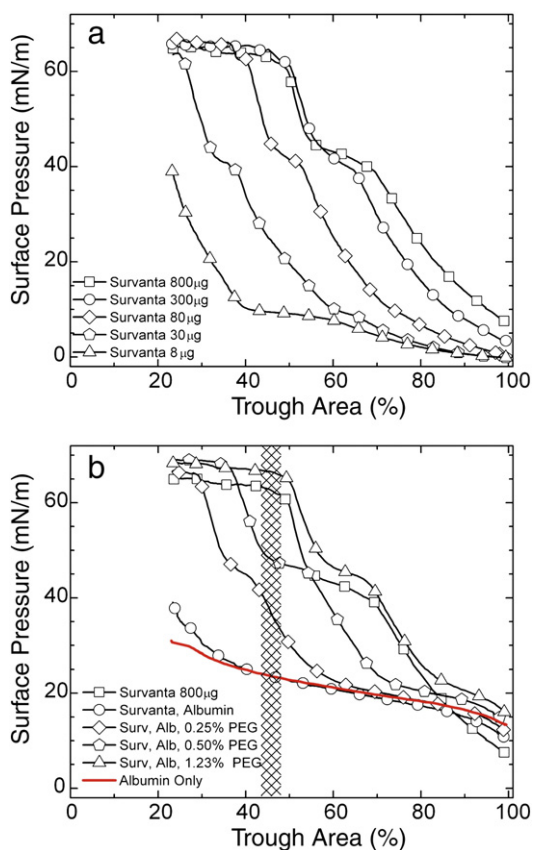 a
Surface Pressure (mN/m)
60
40
20
0
Survanta 800µg
Survanta 300µg
Survanta 80µg
Survanta 30µg
Survanta 8µg
0 20 40 60 80 100
Trough Area (%)
b
Surface Pressure (mN/m)
60
40
20
0
Survanta 800µg
Survanta, Albumin
Surv, Alb, 0.25% PEG
Surv, Alb, 0.50% PEG
Surv, Alb, 1.23% PEG
Albumin Only
0 20 40 60 80 100
Trough Area (%)